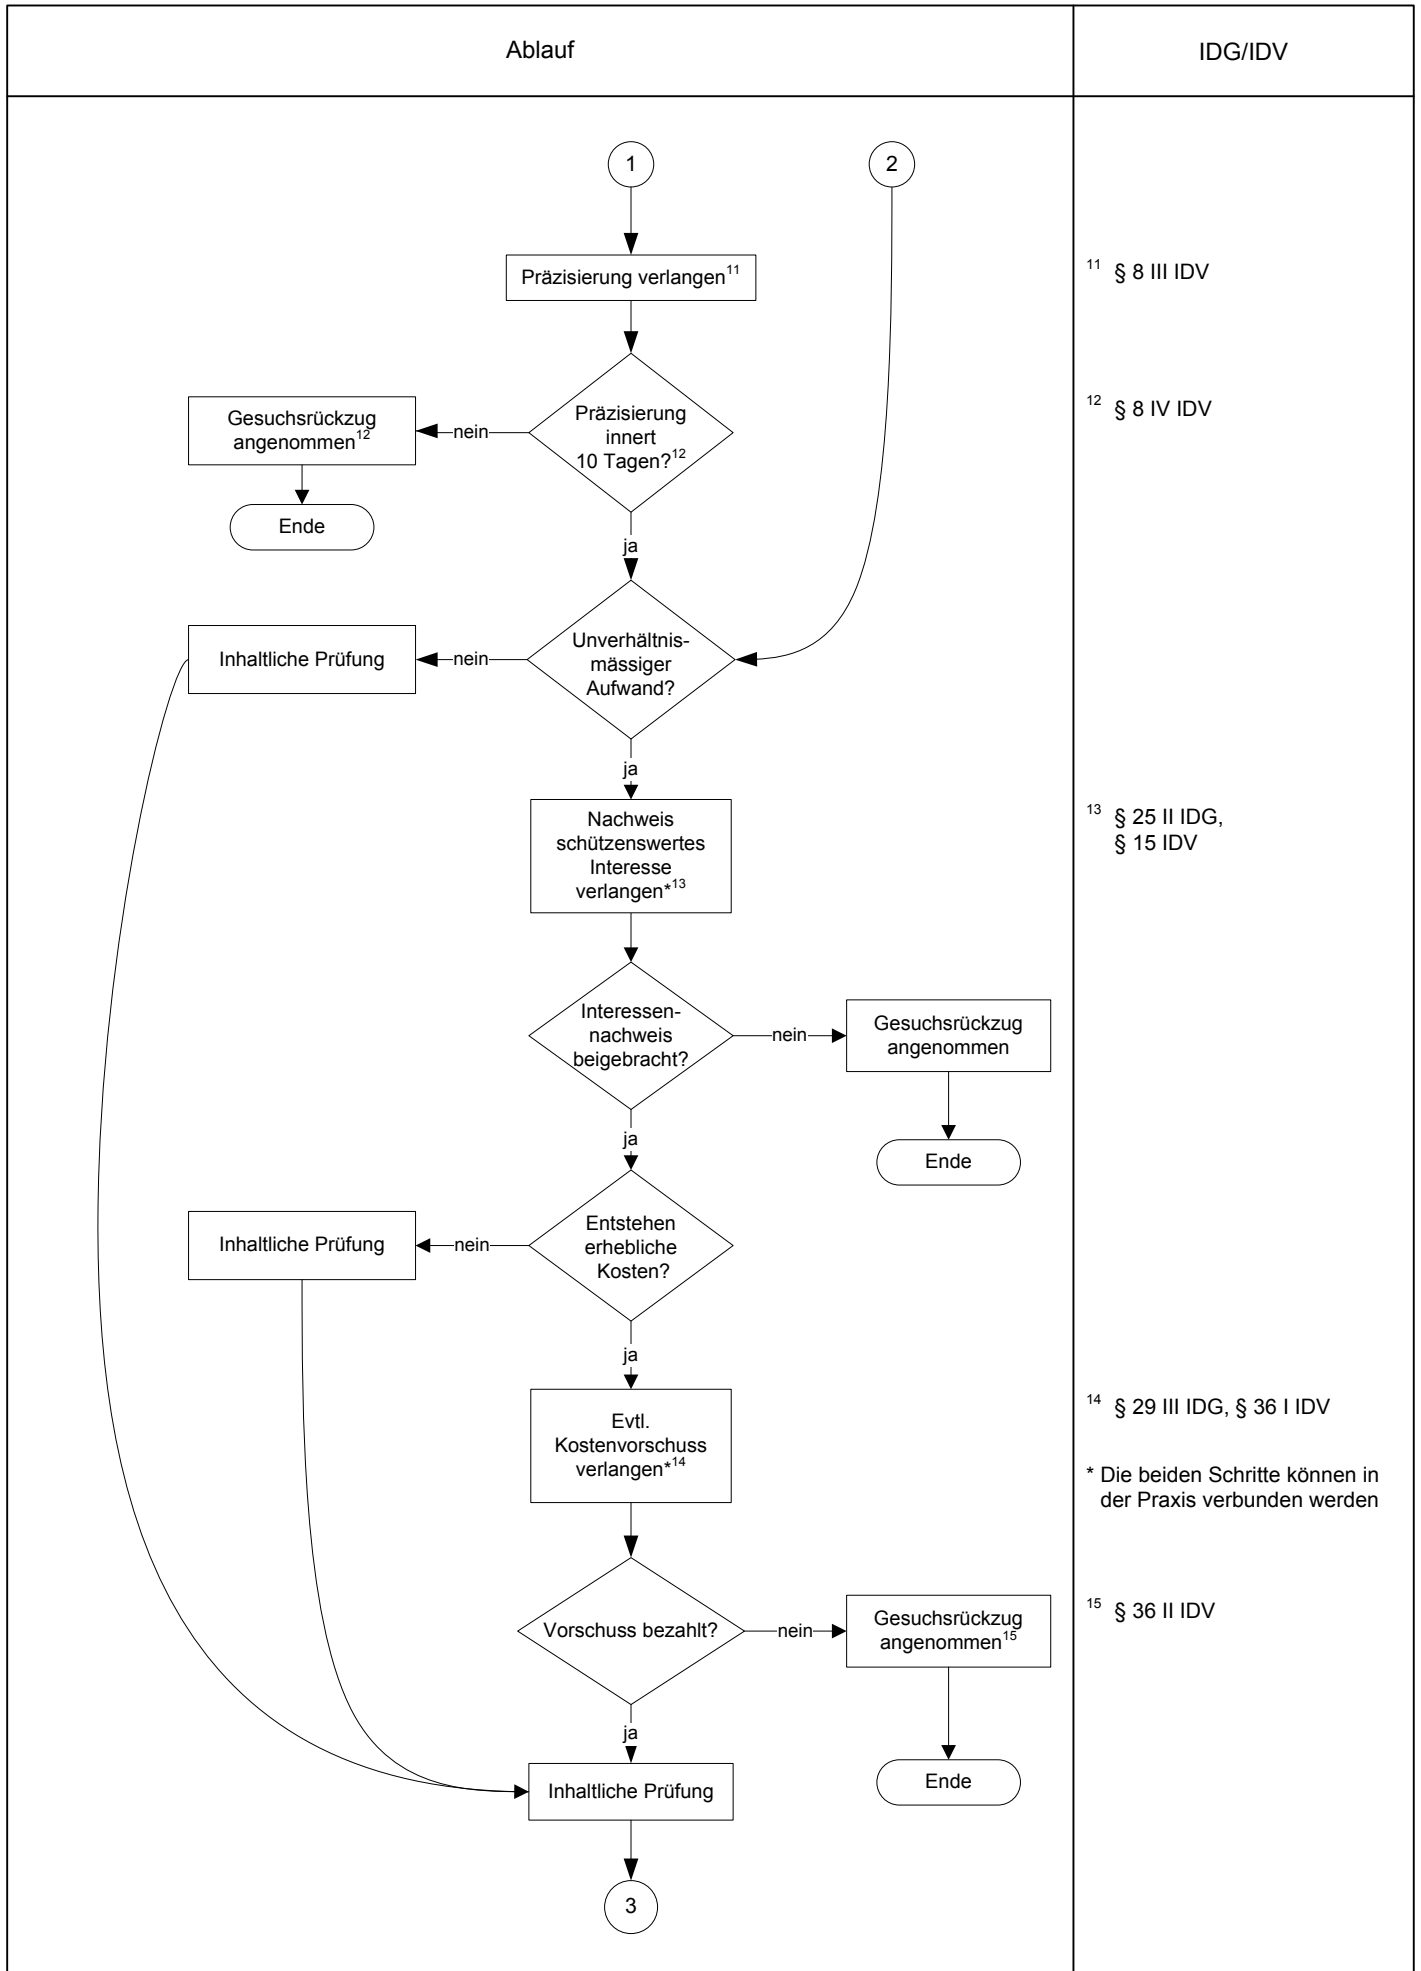 Ablauf
IDG/IDV
1
2
Präzisierung verlangen11
11 § 8 III IDV
Präzisierung
innert
10 Tagen?12
nein
Gesuchsrückzug
angenommen12
12 § 8 IV IDV
Ende
ja
Unverhältnis-
mässiger
Aufwand?
nein
Inhaltliche Prüfung
ja
Nachweis
schützenswertes
Interesse
verlangen*13
13 § 25 II IDG,
§ 15 IDV
Interessen-
nachweis
beigebracht?
nein
Gesuchsrückzug
angenommen
Ende
ja
Entstehen
erhebliche
Kosten?
nein
Inhaltliche Prüfung
ja
Evtl.
Kostenvorschuss
verlangen*14
14 § 29 III IDG, § 36 I IDV
* Die beiden Schritte können in
der Praxis verbunden werden
Vorschuss bezahlt?
nein
Gesuchsrückzug
angenommen15
15 § 36 II IDV
Ende
ja
Inhaltliche Prüfung
3